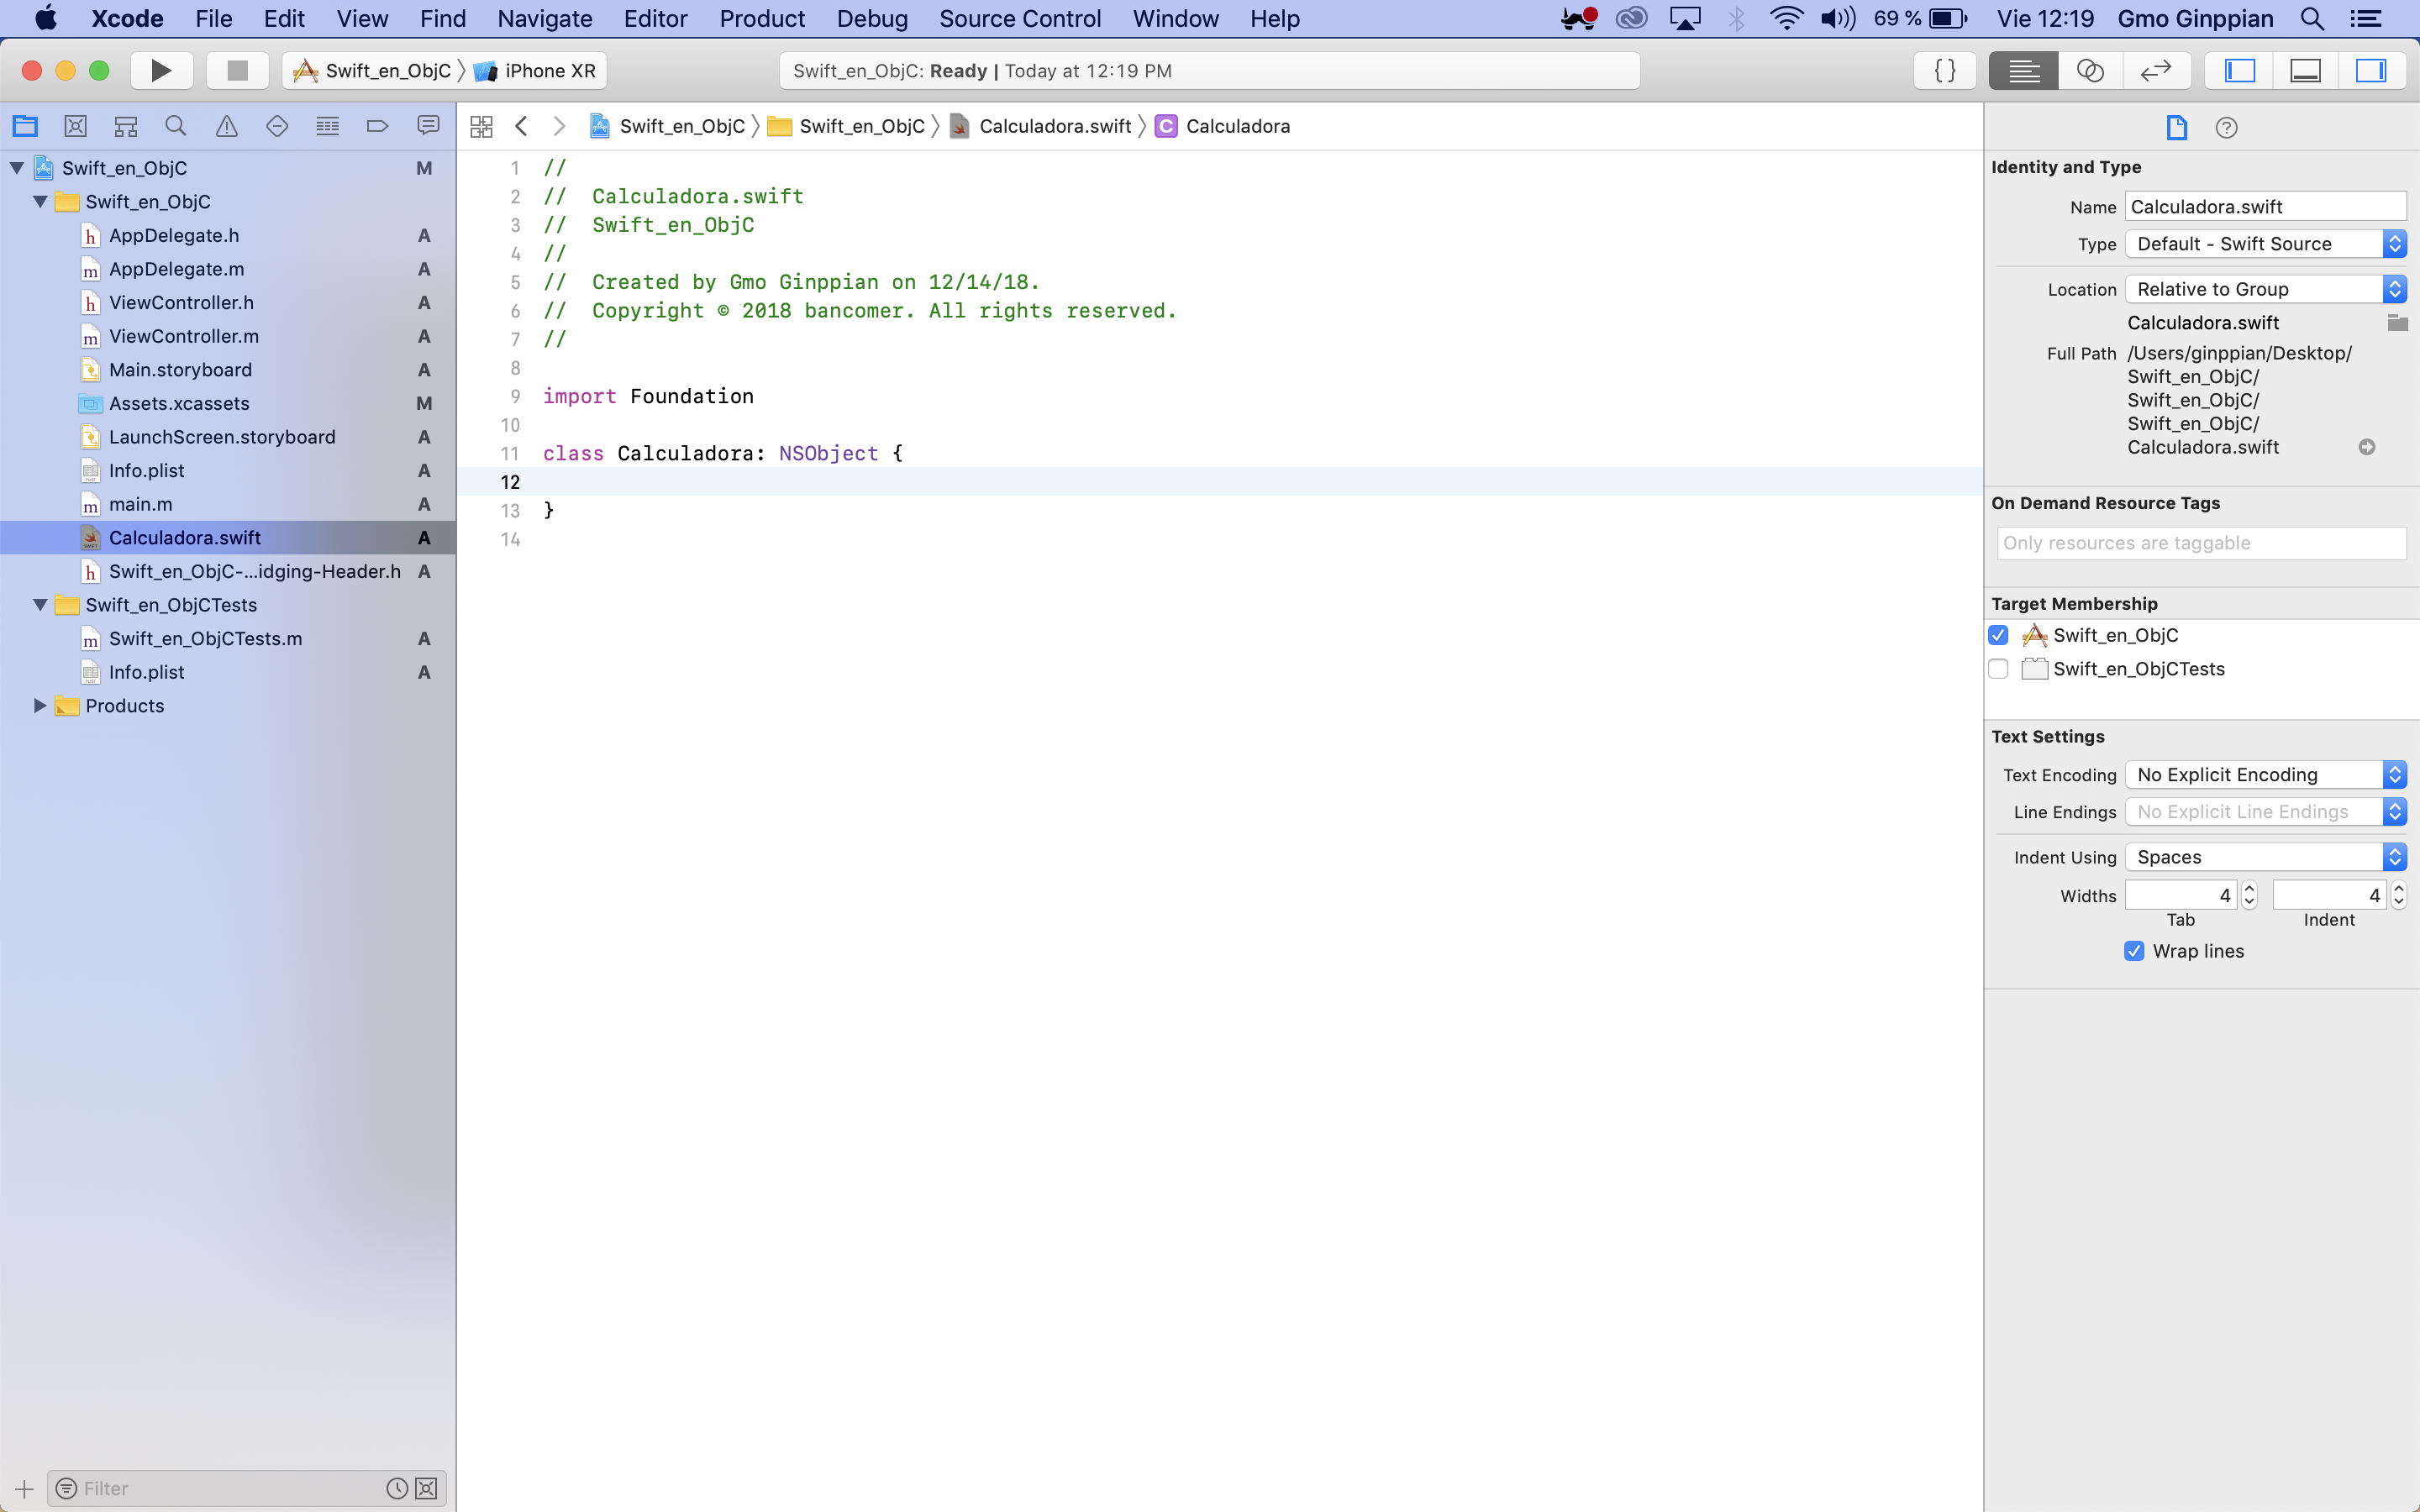 Xcode File Edit View Find Navigate Editor Product Debug Source Control Window Help 69 % Vie 12:19 Gmo Ginppian
Swift_en_ObjC iPhone XR Swift_en_ObjC: Ready | Today at 12:19 PM { }
Swift_en_ObjC Swift_en_ObjC Calculadora.swift C Calculadora
Swift_en_ObjC M
Swift_en_ObjC
AppDelegate.h A
AppDelegate.m A
ViewController.h A
ViewController.m A
Main.storyboard A
Assets.xcassets M
LaunchScreen.storyboard A
Info.plist A
main.m A
Calculadora.swift A
Swift_en_ObjC-...idging-Header.h A
Swift_en_ObjCTests
Swift_en_ObjCTests.m A
Info.plist A
Products
Filter
1 //
2 //  Calculadora.swift
3 //  Swift_en_ObjC
4 //
5 //  Created by Gmo Ginppian on 12/14/18.
6 //  Copyright © 2018 bancomer. All rights reserved.
7 //
8
9 import Foundation
10
11 class Calculadora: NSObject {
12
13 }
14
Identity and Type
Name Calculadora.swift
Type Default - Swift Source
Location Relative to Group
Calculadora.swift
Full Path /Users/ginppian/Desktop/
Swift_en_ObjC/
Swift_en_ObjC/
Swift_en_ObjC/
Calculadora.swift
On Demand Resource Tags
Only resources are taggable
Target Membership
Swift_en_ObjC
Swift_en_ObjCTests
Text Settings
Text Encoding No Explicit Encoding
Line Endings No Explicit Line Endings
Indent Using Spaces
Widths 4 4
Tab Indent
Wrap lines